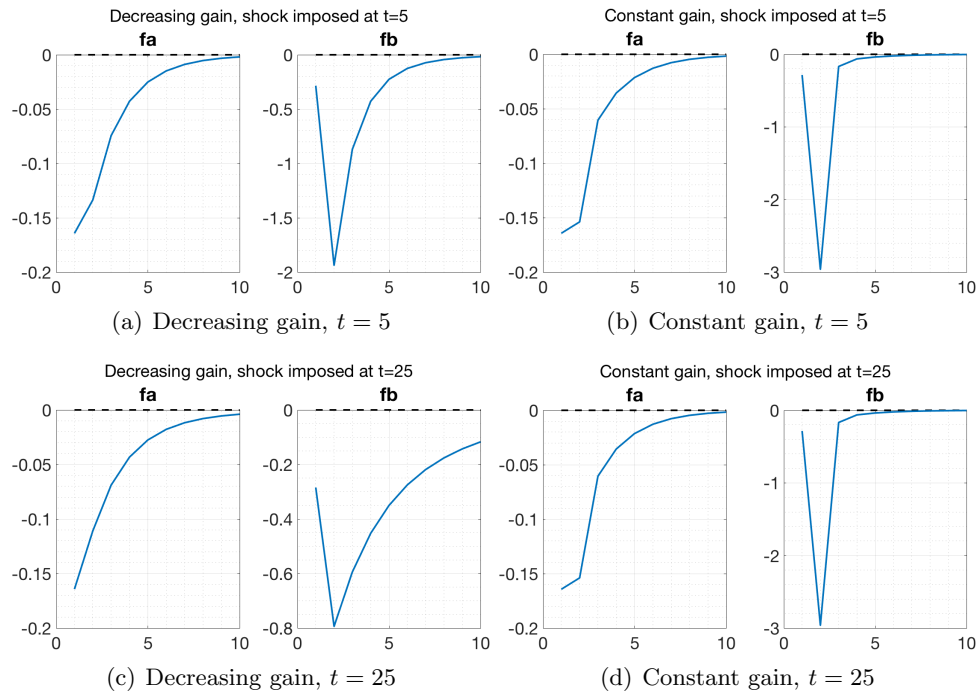 Decreasing gain, shock imposed at t=5
fa
fb
0
-0.05
-0.1
-0.15
-0.2
0 5 10
0
-0.5
-1
-1.5
-2
0 5 10
(a) Decreasing gain, t = 5
Constant gain, shock imposed at t=5
fa
fb
0
-0.05
-0.1
-0.15
-0.2
0 5 10
0
-1
-2
-3
0 5 10
(b) Constant gain, t = 5
Decreasing gain, shock imposed at t=25
fa
fb
0
-0.05
-0.1
-0.15
-0.2
0 5 10
0
-0.2
-0.4
-0.6
-0.8
0 5 10
(c) Decreasing gain, t = 25
Constant gain, shock imposed at t=25
fa
fb
0
-0.05
-0.1
-0.15
-0.2
0 5 10
0
-1
-2
-3
0 5 10
(d) Constant gain, t = 25